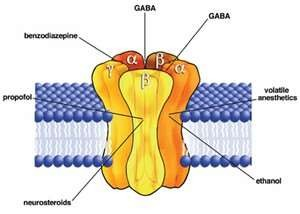 GABA
GABA
benzodiazepine
α
β
γ
β
α
propofol
volatile
anesthetics
neurosteroids
ethanol